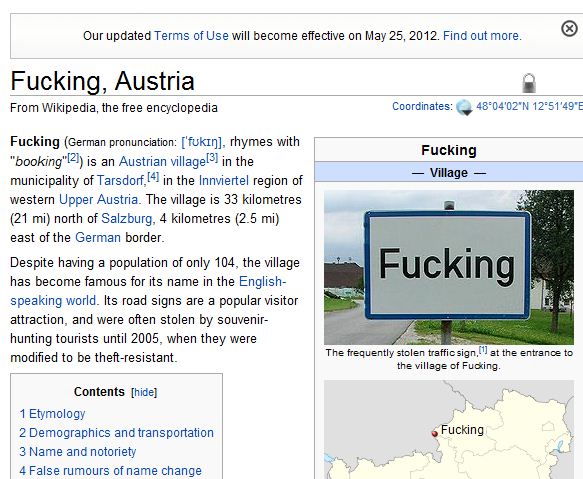 Our updated Terms of Use will become effective on May 25, 2012. Find out more.
Fucking, Austria
From Wikipedia, the free encyclopedia
Coordinates: 48°04′02″N 12°51′49″E
Fucking (German pronunciation: [ˈfʊkɪŋ], rhymes with
"booking"[2]) is an Austrian village[3] in the
municipality of Tarsdorf,[4] in the Innviertel region of
western Upper Austria. The village is 33 kilometres
(21 mi) north of Salzburg, 4 kilometres (2.5 mi)
east of the German border.
Despite having a population of only 104, the village
has become famous for its name in the English-
speaking world. Its road signs are a popular visitor
attraction, and were often stolen by souvenir-
hunting tourists until 2005, when they were
modified to be theft-resistant.
Contents [hide]
1 Etymology
2 Demographics and transportation
3 Name and notoriety
4 False rumours of name change
Fucking
— Village —
Fucking
The frequently stolen traffic sign,[1] at the entrance to
the village of Fucking.
Fucking